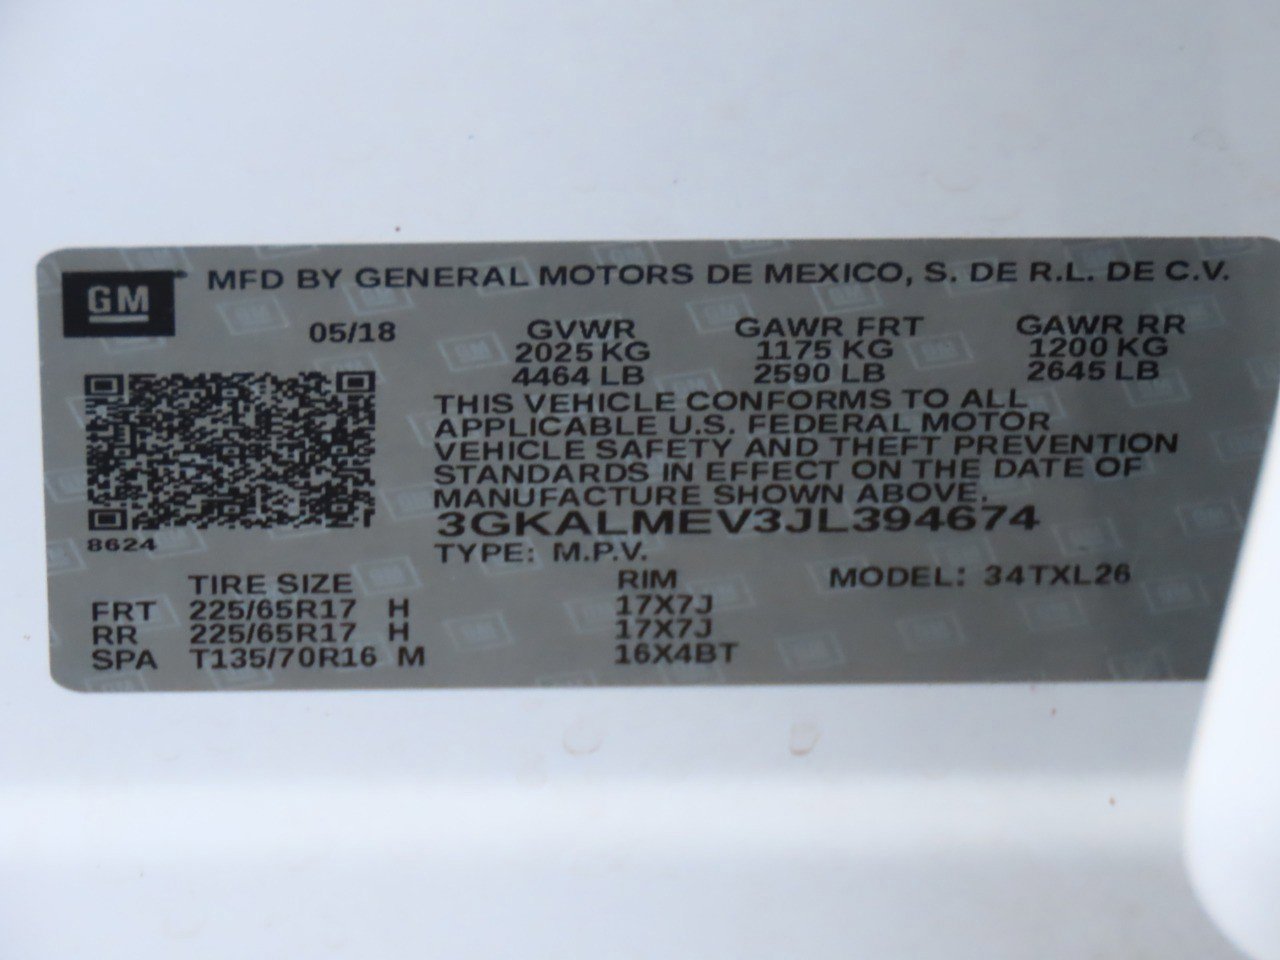 GM
MFD BY GENERAL MOTORS DE MEXICO, S. DE R.L. DE C.V.
05/18 GVWR GAWR FRT GAWR RR
2025 KG 1175 KG 1200 KG
4464 LB 2590 LB 2645 LB
THIS VEHICLE CONFORMS TO ALL
APPLICABLE U.S. FEDERAL MOTOR
VEHICLE SAFETY AND THEFT PREVENTION
STANDARDS IN EFFECT ON THE DATE OF
MANUFACTURE SHOWN ABOVE.
3GKALMEV3JL394674
8624
TYPE: M.P.V.
TIRE SIZE RIM MODEL: 34TXL26
FRT 225/65R17 H 17X7J
RR 225/65R17 H 17X7J
SPA T135/70R16 M 16X4BT